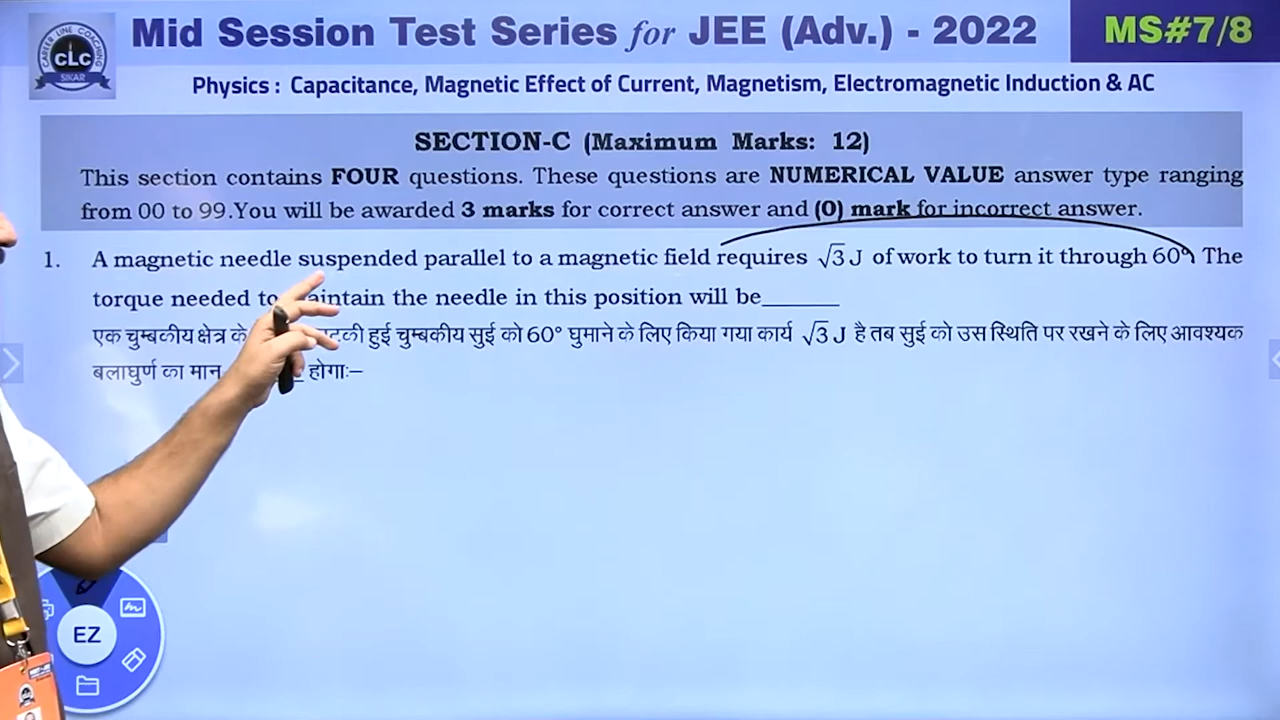 Mid Session Test Series for JEE (Adv.) - 2022
MS#7/8
CAREER LINE COACHING
CLC
SIKAR
Physics : Capacitance, Magnetic Effect of Current, Magnetism, Electromagnetic Induction & AC
SECTION-C (Maximum Marks: 12)
This section contains FOUR questions. These questions are NUMERICAL VALUE answer type ranging
from 00 to 99.You will be awarded 3 marks for correct answer and (0) mark for incorrect answer.
1. A magnetic needle suspended parallel to a magnetic field requires √3 J of work to turn it through 60° The
torque needed to maintain the needle in this position will be______
एक चुम्बकीय क्षेत्र के हुई चुम्बकीय सुई को 60° घुमाने के लिए किया गया कार्य √3 J है तब सुई को उस स्थिति पर रखने के लिए आवश्यक
बलाघुर्ण का मान होगाः–
EZ